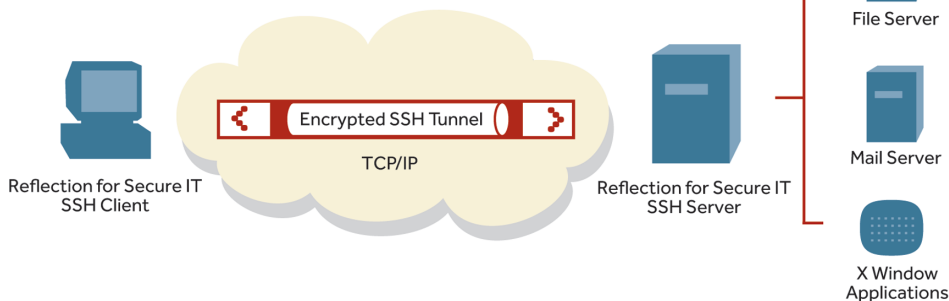 File Server
Encrypted SSH Tunnel
TCP/IP
Mail Server
Reflection for Secure IT
SSH Client
Reflection for Secure IT
SSH Server
X Window
Applications